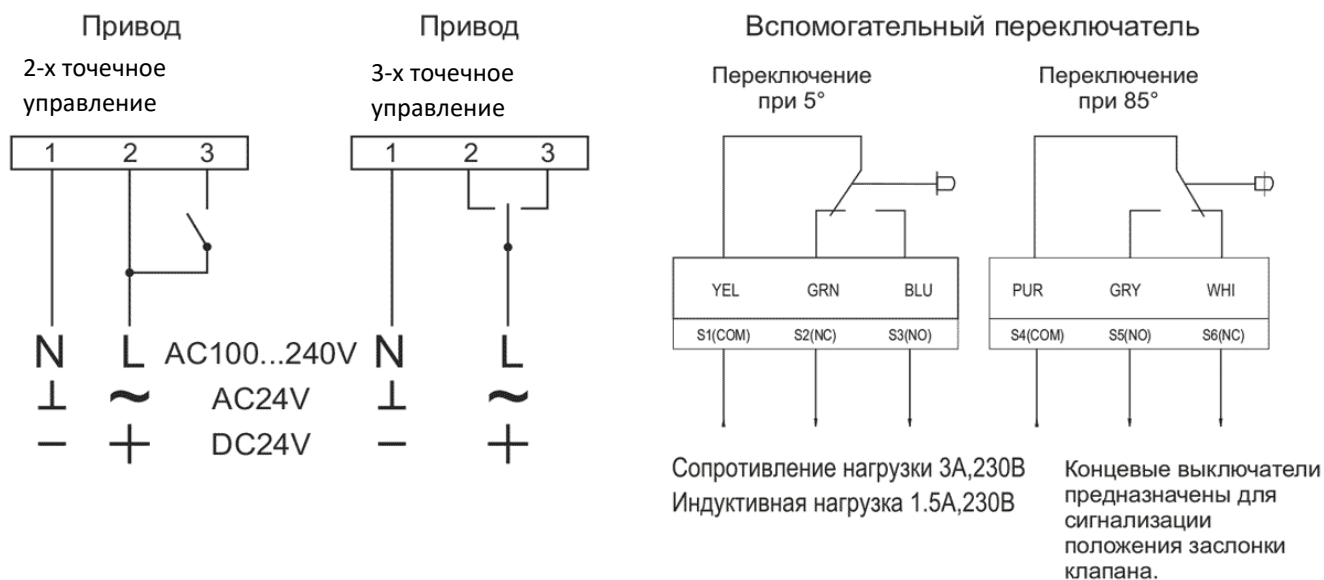 Привод
2-х точечное
управление
1 2 3
N L AC100...240V
⊥ ~ AC24V
− + DC24V
Привод
3-х точечное
управление
1 2 3
N L
⊥ ~
− +
Вспомогательный переключатель
Переключение
при 5°
YEL GRN BLU
S1(COM) S2(NC) S3(NO)
Переключение
при 85°
PUR GRY WHI
S4(COM) S5(NO) S6(NC)
Сопротивление нагрузки 3А,230В
Индуктивная нагрузка 1.5А,230В
Концевые выключатели
предназначены для
сигнализации
положения заслонки
клапана.